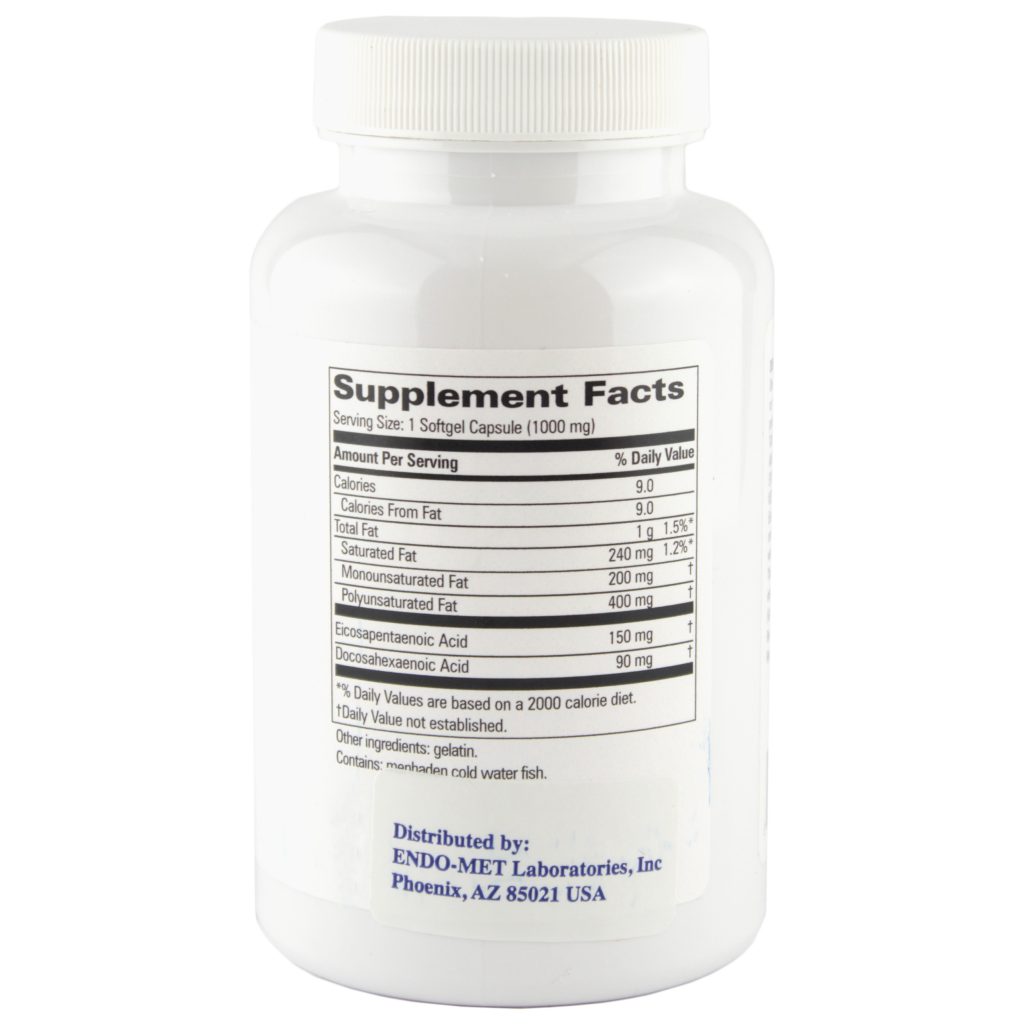 Supplement Facts
Serving Size: 1 Softgel Capsule (1000 mg)
Amount Per Serving % Daily Value
Calories 9.0
Calories From Fat 9.0
Total Fat 1 g 1.5%*
Saturated Fat 240 mg 1.2%*
Monounsaturated Fat 200 mg †
Polyunsaturated Fat 400 mg †
Eicosapentaenoic Acid 150 mg †
Docosahexaenoic Acid 90 mg †
*% Daily Values are based on a 2000 calorie diet.
†Daily Value not established.
Other ingredients: gelatin.
Contains: menhaden cold water fish.
Distributed by:
ENDO-MET Laboratories, Inc
Phoenix, AZ 85021 USA